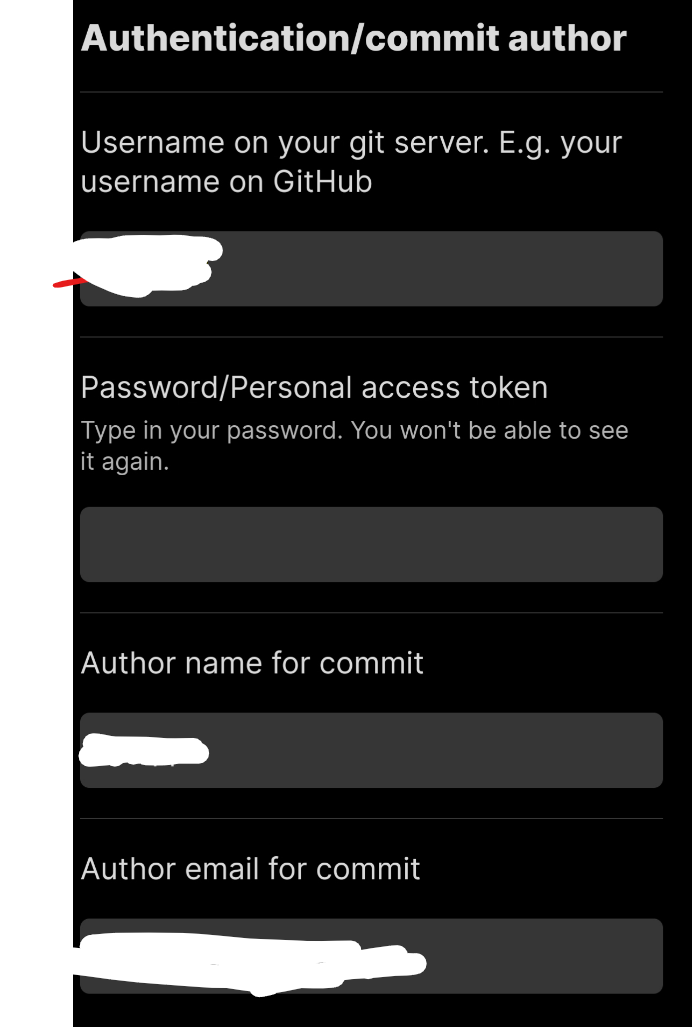 Authentication/commit author
Username on your git server. E.g. your
username on GitHub
Password/Personal access token
Type in your password. You won't be able to see
it again.
Author name for commit
Author email for commit